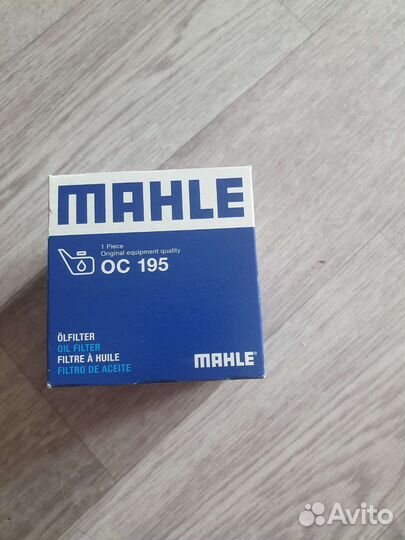 MAHLE
1 Piece
Original equipment quality
OC 195
ÖLFILTER
OIL FILTER
FILTRE À HUILE
FILTRO DE ACEITE
MAHLE®
Avito